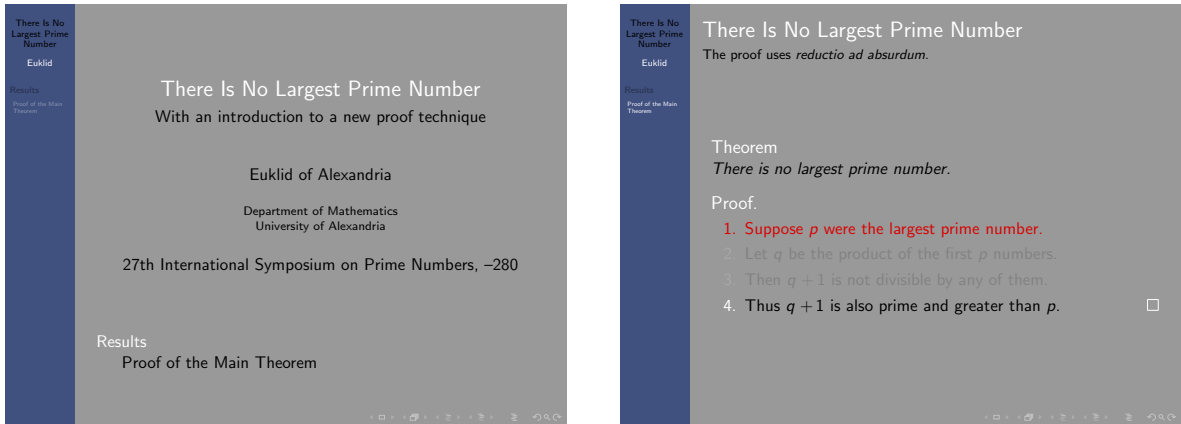 There Is No
Largest Prime
Number
Euklid
Results
Proof of the Main
Theorem
There Is No Largest Prime Number
With an introduction to a new proof technique
Euklid of Alexandria
Department of Mathematics
University of Alexandria
27th International Symposium on Prime Numbers, –280
Results
Proof of the Main Theorem
There Is No
Largest Prime
Number
Euklid
Results
Proof of the Main
Theorem
There Is No Largest Prime Number
The proof uses reductio ad absurdum.
Theorem
There is no largest prime number.
Proof.
1. Suppose p were the largest prime number.
2. Let q be the product of the first p numbers.
3. Then q + 1 is not divisible by any of them.
4. Thus q + 1 is also prime and greater than p.